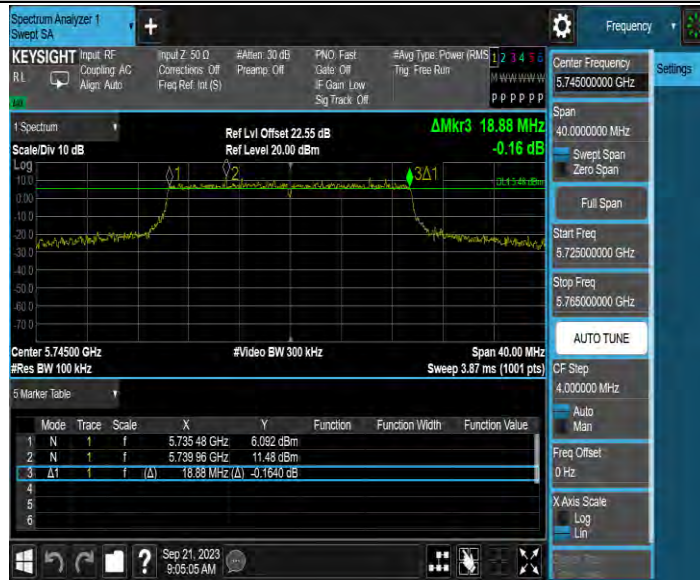 Spectrum Analyzer 1
Swept SA
+
Frequency
KEYSIGHT
RL
Input: RF
Coupling: AC
Align: Auto
Input Z: 50 Ω
Corrections: Off
Freq Ref: Int (S)
#Atten: 30 dB
Preamp: Off
PNO: Fast
Gate: Off
IF Gain: Low
Sig Track: Off
#Avg Type: Power (RMS
Trig: Free Run
1 2 3 4 5 6
M W W W W W
P P P P P P
Center Frequency
5.745000000 GHz
Settings
Span
40.0000000 MHz
Swept Span
Zero Span
Full Span
Start Freq
5.725000000 GHz
Stop Freq
5.765000000 GHz
AUTO TUNE
CF Step
4.000000 MHz
Auto
Man
Freq Offset
0 Hz
X Axis Scale
Log
Lin
1 Spectrum
Scale/Div 10 dB
Ref Lvl Offset 22.55 dB
Ref Level 20.00 dBm
ΔMkr3 18.88 MHz
-0.16 dB
Log
10.0
0.00
-10.0
-20.0
-30.0
-40.0
-50.0
-60.0
-70.0
◊1
2
3Δ1
DL1 5.48 dBm
Center 5.74500 GHz
#Video BW 300 kHz
Span 40.00 MHz
#Res BW 100 kHz
Sweep 3.87 ms (1001 pts)
5 Marker Table
Mode Trace Scale X Y Function Function Width Function Value
1 N 1 f 5.735 48 GHz 6.092 dBm
2 N 1 f 5.739 96 GHz 11.48 dBm
3 Δ1 1 f (Δ) 18.88 MHz (Δ) -0.1640 dB
4
5
6
?
Sep 21, 2023
9:05:05 AM